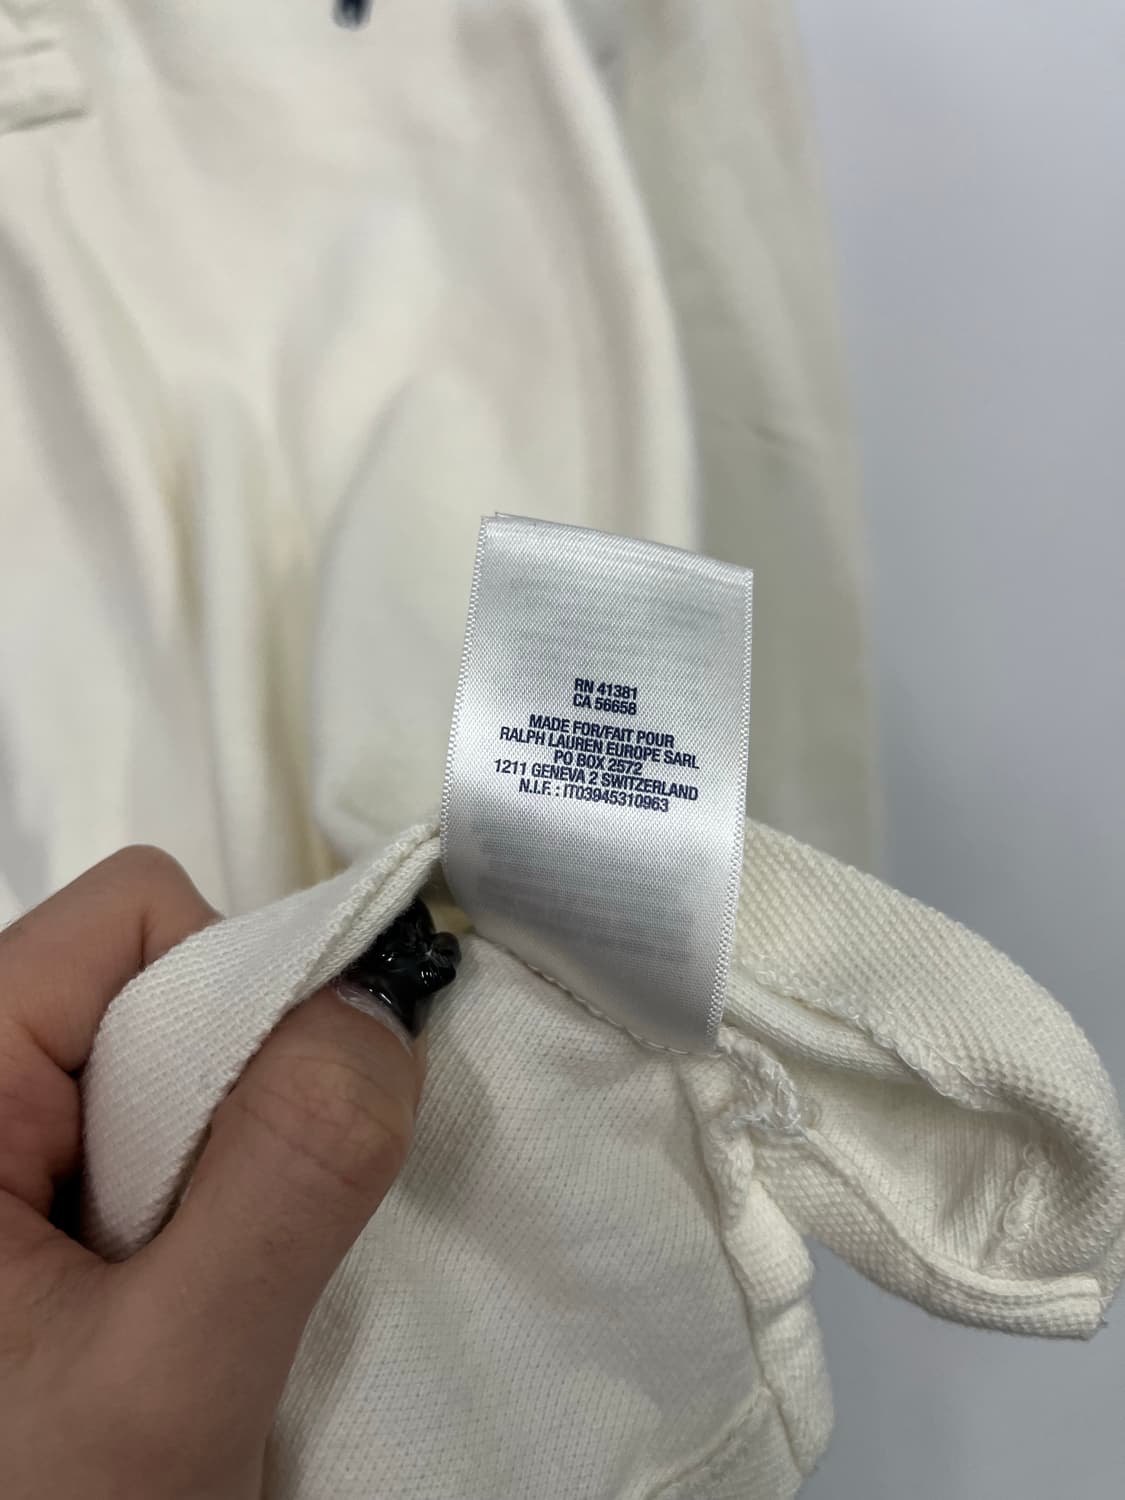 RN 41381
CA 56658
MADE FOR/FAIT POUR
RALPH LAUREN EUROPE SARL
PO BOX 2572
1211 GENEVA 2 SWITZERLAND
N.I.F. : IT03945310963